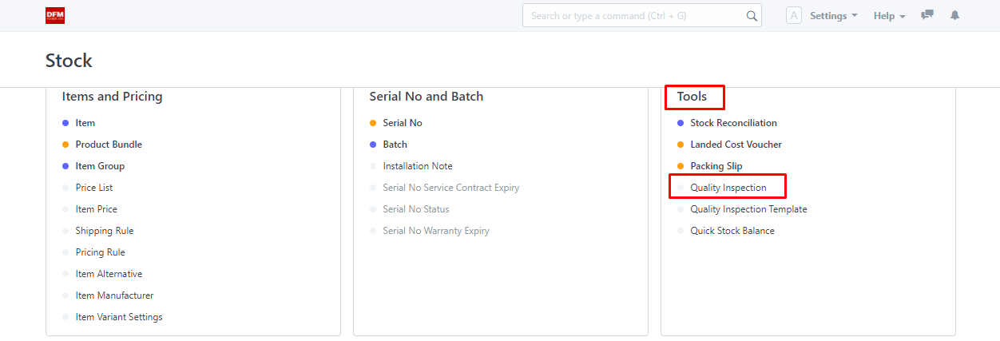 DFM
Search or type a command (Ctrl + G)
A
Settings
Help
Stock
Items and Pricing
Item
Product Bundle
Item Group
Price List
Item Price
Shipping Rule
Pricing Rule
Item Alternative
Item Manufacturer
Item Variant Settings
Serial No and Batch
Serial No
Batch
Installation Note
Serial No Service Contract Expiry
Serial No Status
Serial No Warranty Expiry
Tools
Stock Reconciliation
Landed Cost Voucher
Packing Slip
Quality Inspection
Quality Inspection Template
Quick Stock Balance